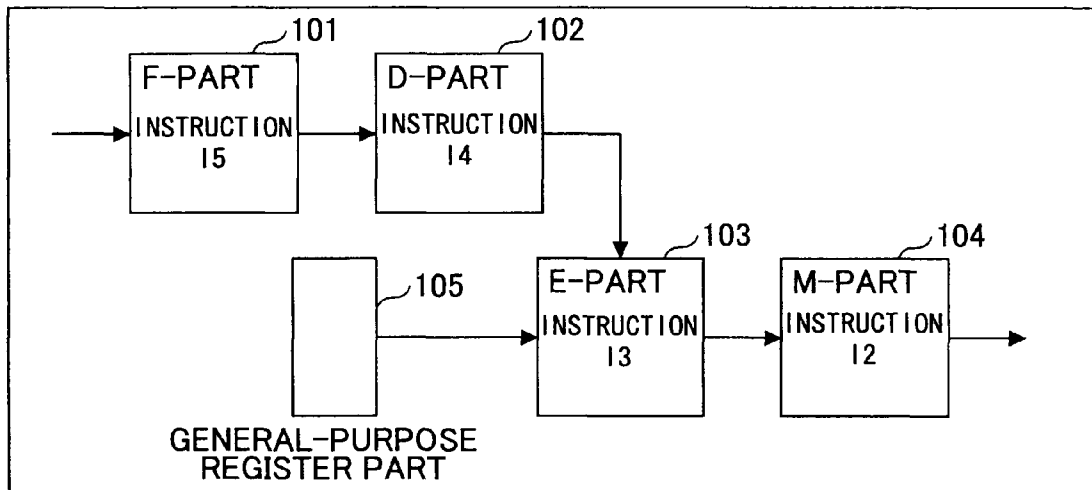 101
102
F-PART
INSTRUCTION
I5
D-PART
INSTRUCTION
I4
103
104
105
E-PART
INSTRUCTION
I3
M-PART
INSTRUCTION
I2
GENERAL-PURPOSE
REGISTER PART